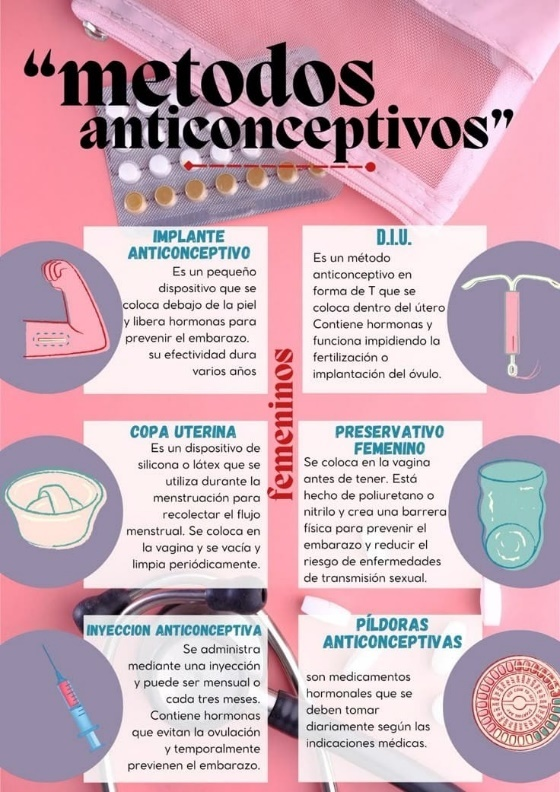 “metodos
anticonceptivos”
IMPLANTE
ANTICONCEPTIVO
Es un pequeño
dispositivo que se
coloca debajo de la piel
y libera hormonas para
prevenir el embarazo.
su efectividad dura
varios años
D.I.U.
Es un método
anticonceptivo en
forma de T que se
coloca dentro del útero
Contiene hormonas y
funciona impidiendo la
fertilización o
implantación del óvulo.
femeninos
COPA UTERINA
Es un dispositivo de
silicona o látex que se
utiliza durante la
menstruación para
recolectar el flujo
menstrual. Se coloca en
la vagina y se vacía y
limpia periódicamente.
PRESERVATIVO
FEMENINO
Se coloca en la vagina
antes de tener. Está
hecho de poliuretano o
nitrilo y crea una barrera
física para prevenir el
embarazo y reducir el
riesgo de enfermedades
de transmisión sexual.
INYECCION ANTICONCEPTIVA
Se administra
mediante una inyección
y puede ser mensual o
cada tres meses.
Contiene hormonas
que evitan la ovulación
y temporalmente
previenen el embarazo.
PÍLDORAS
ANTICONCEPTIVAS
son medicamentos
hormonales que se
deben tomar
diariamente según las
indicaciones médicas.